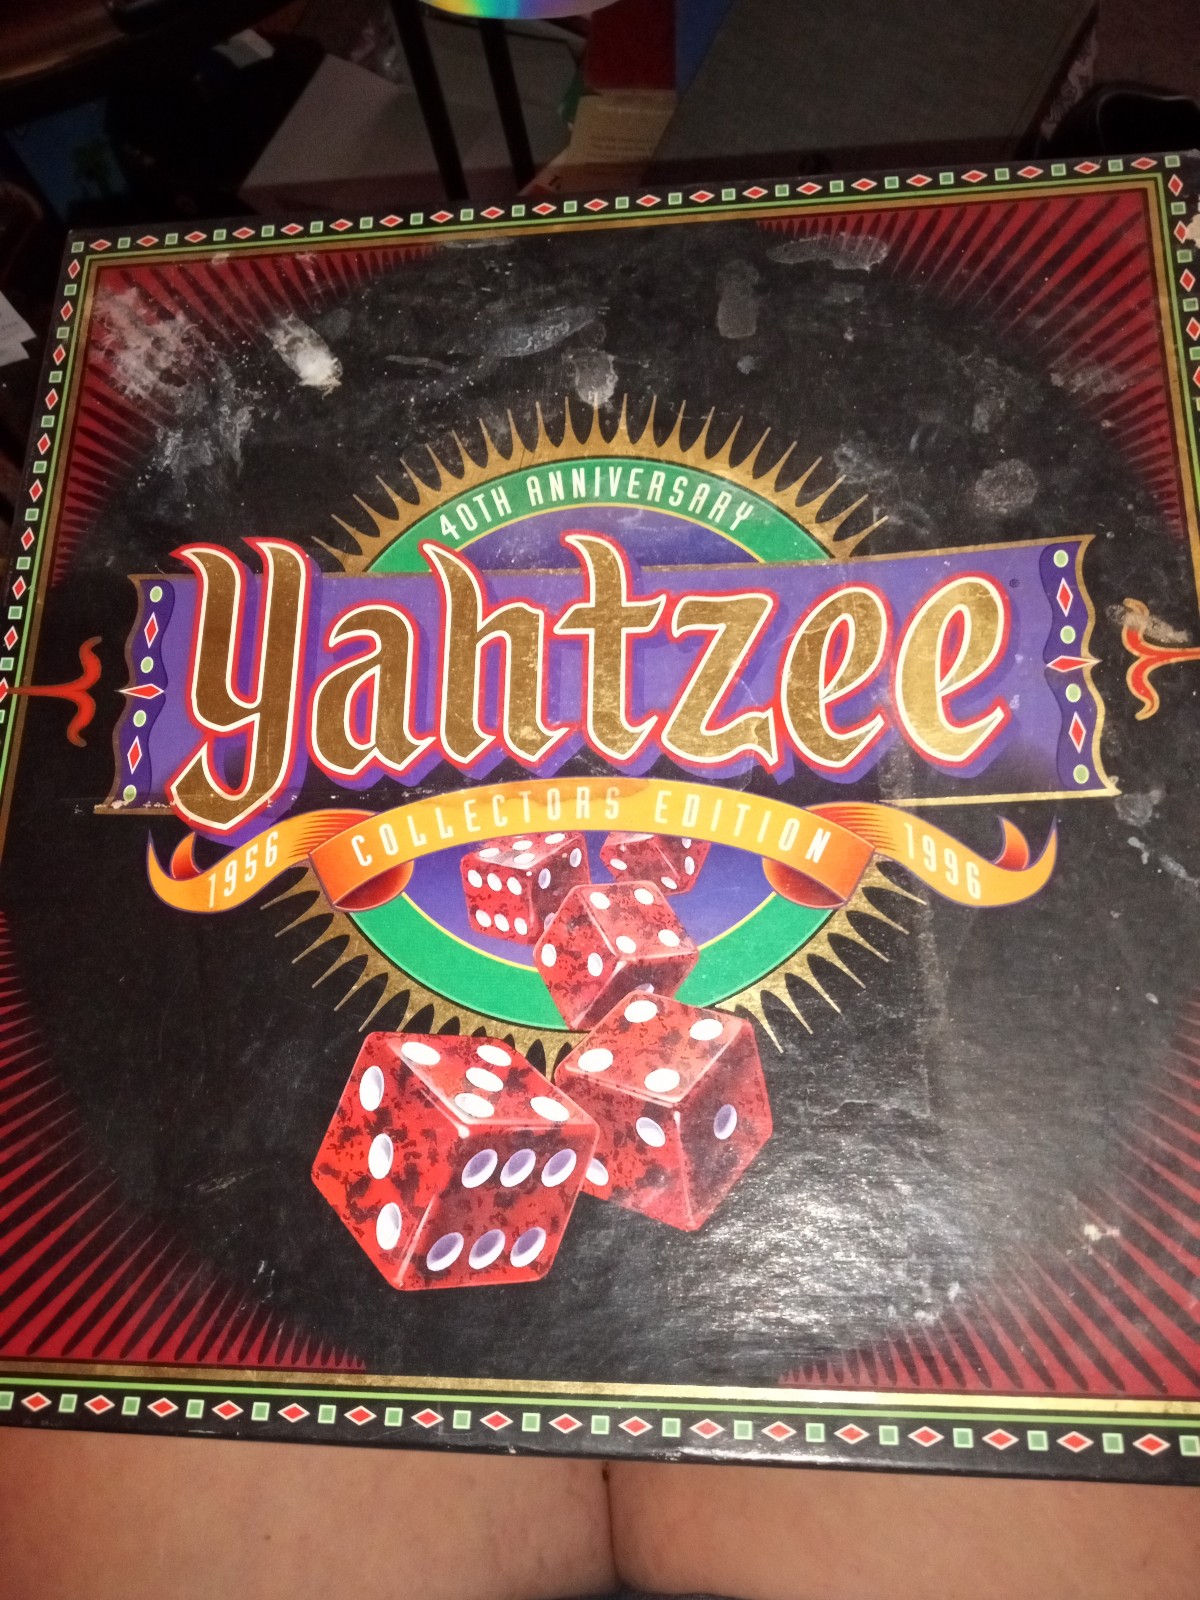 40TH ANNIVERSARY
Yahtzee
1956 COLLECTORS EDITION 1996